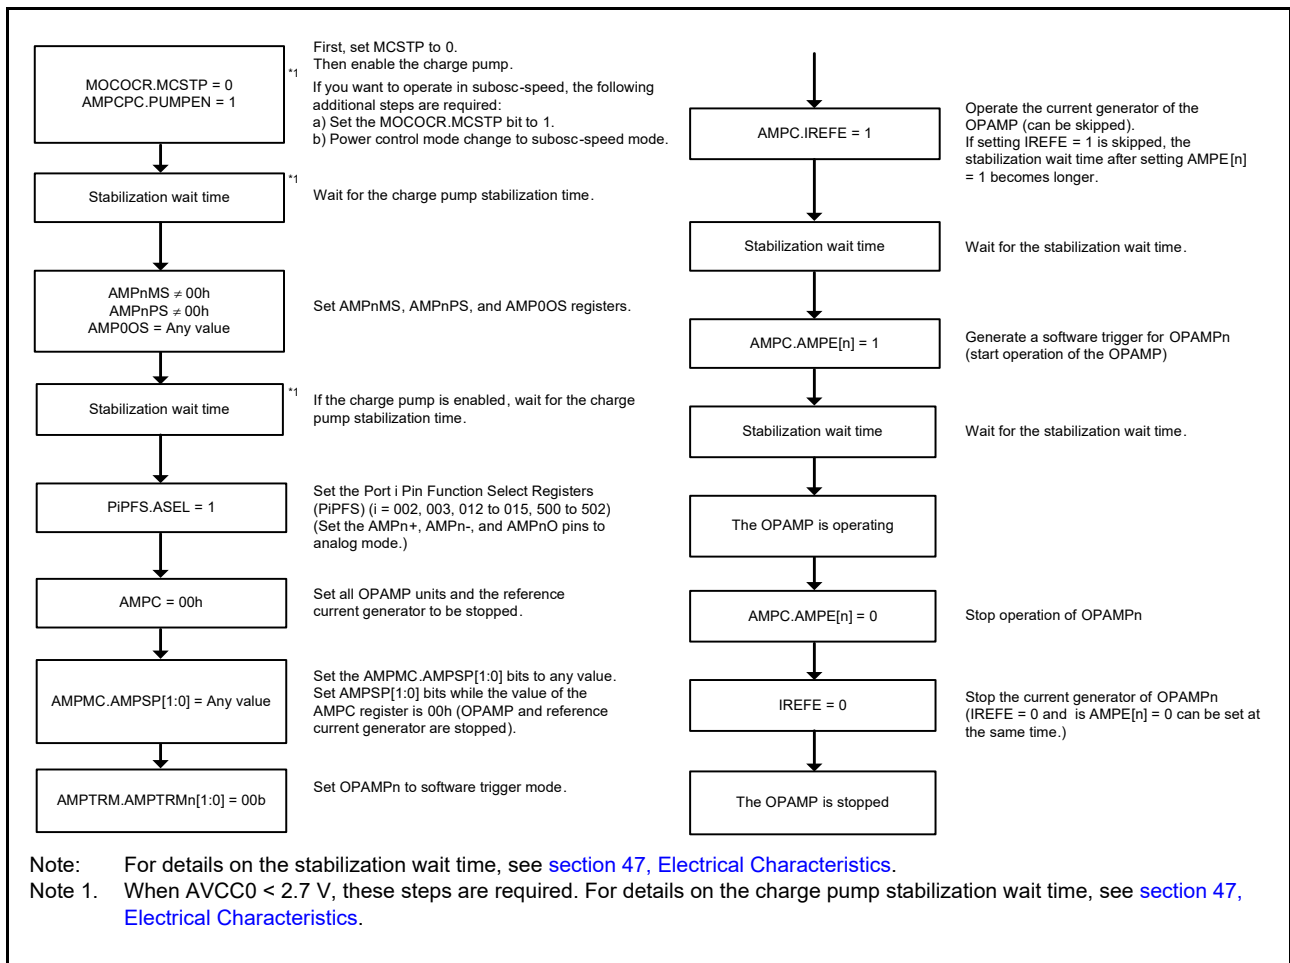 MOCOCR.MCSTP = 0
AMPCPC.PUMPEN = 1
*1
First, set MCSTP to 0.
Then enable the charge pump.
If you want to operate in subosc-speed, the following
additional steps are required:
a) Set the MOCOCR.MCSTP bit to 1.
b) Power control mode change to subosc-speed mode.
Stabilization wait time
*1
Wait for the charge pump stabilization time.
AMPnMS ≠ 00h
AMPnPS ≠ 00h
AMP0OS = Any value
Set AMPnMS, AMPnPS, and AMP0OS registers.
Stabilization wait time
*1
If the charge pump is enabled, wait for the charge
pump stabilization time.
PiPFS.ASEL = 1
Set the Port i Pin Function Select Registers
(PiPFS) (i = 002, 003, 012 to 015, 500 to 502)
(Set the AMPn+, AMPn-, and AMPnO pins to
analog mode.)
AMPC = 00h
Set all OPAMP units and the reference
current generator to be stopped.
AMPMC.AMPSP[1:0] = Any value
Set the AMPMC.AMPSP[1:0] bits to any value.
Set AMPSP[1:0] bits while the value of the
AMPC register is 00h (OPAMP and reference
current generator are stopped).
AMPTRM.AMPTRMn[1:0] = 00b
Set OPAMPn to software trigger mode.
AMPC.IREFE = 1
Operate the current generator of the
OPAMP (can be skipped).
If setting IREFE = 1 is skipped, the
stabilization wait time after setting AMPE[n]
= 1 becomes longer.
Stabilization wait time
Wait for the stabilization wait time.
AMPC.AMPE[n] = 1
Generate a software trigger for OPAMPn
(start operation of the OPAMP)
Stabilization wait time
Wait for the stabilization wait time.
The OPAMP is operating
AMPC.AMPE[n] = 0
Stop operation of OPAMPn
IREFE = 0
Stop the current generator of OPAMPn
(IREFE = 0 and is AMPE[n] = 0 can be set at
the same time.)
The OPAMP is stopped
Note: For details on the stabilization wait time, see section 47, Electrical Characteristics.
Note 1. When AVCC0 < 2.7 V, these steps are required. For details on the charge pump stabilization wait time, see section 47,
Electrical Characteristics.